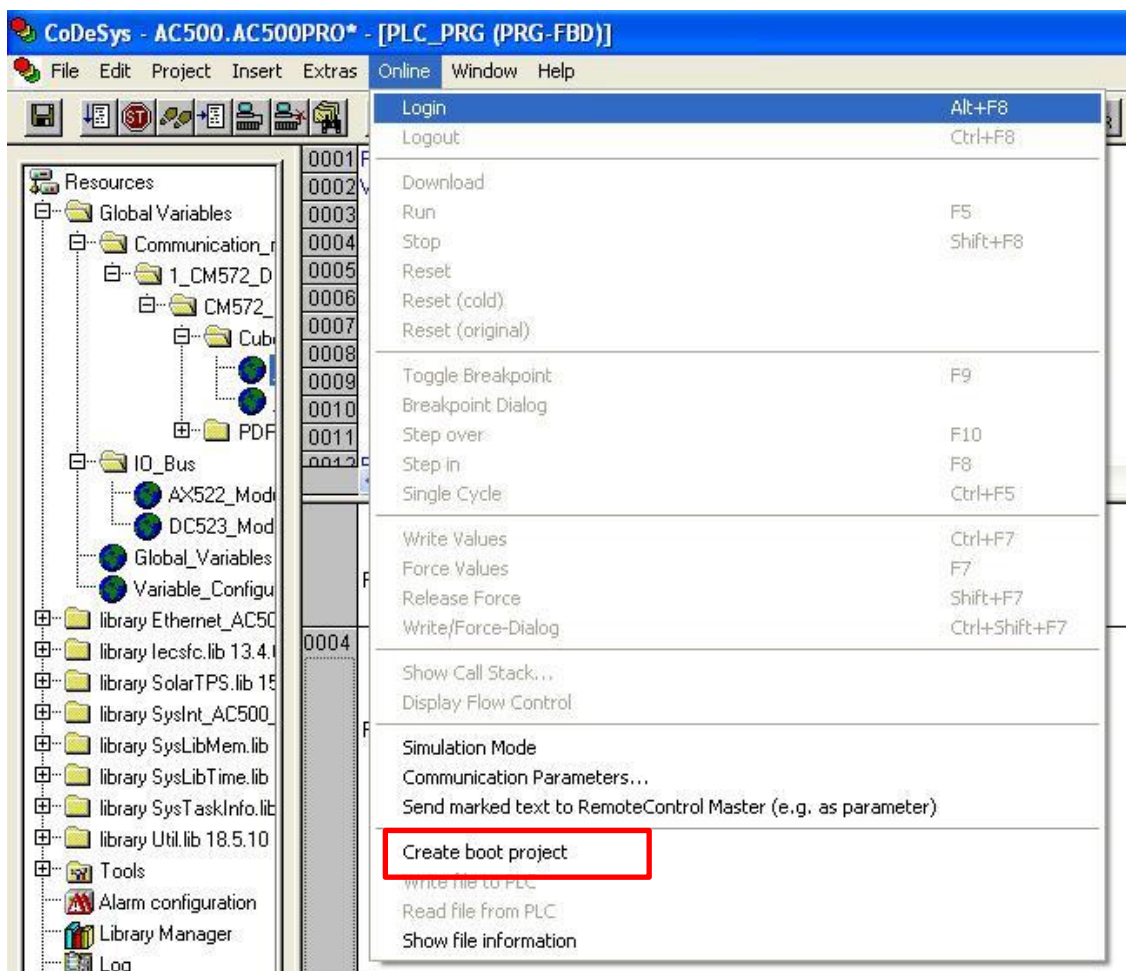 CoDeSys - AC500.AC500PRO* - [PLC_PRG (PRG-FBD)]
File Edit Project Insert Extras Online Window Help
Login Alt+F8
Logout Ctrl+F8
Download
Run F5
Stop Shift+F8
Reset
Reset (cold)
Reset (original)
Toggle Breakpoint F9
Breakpoint Dialog
Step over F10
Step in F8
Single Cycle Ctrl+F5
Write Values Ctrl+F7
Force Values F7
Release Force Shift+F7
Write/Force-Dialog Ctrl+Shift+F7
Show Call Stack...
Display Flow Control
Simulation Mode
Communication Parameters...
Send marked text to RemoteControl Master (e.g. as parameter)
Create boot project
Write file to PLC
Read file from PLC
Show file information
Resources
Global Variables
Communication_
1_CM572_D
CM572_
Cub
PDF
IO_Bus
AX522_Mod
DC523_Mod
Global_Variables
Variable_Configu
library Ethernet_AC50
library Iecsfc.lib 13.4.
library SolarTPS.lib 15
library SysInt_AC500_
library SysLibMem.lib
library SysLibTime.lib
library SysTaskInfo.lib
library Util.lib 18.5.10
Tools
Alarm configuration
Library Manager
Log
0001
0002
0003
0004
0005
0006
0007
0008
0009
0010
0011
0012
0004